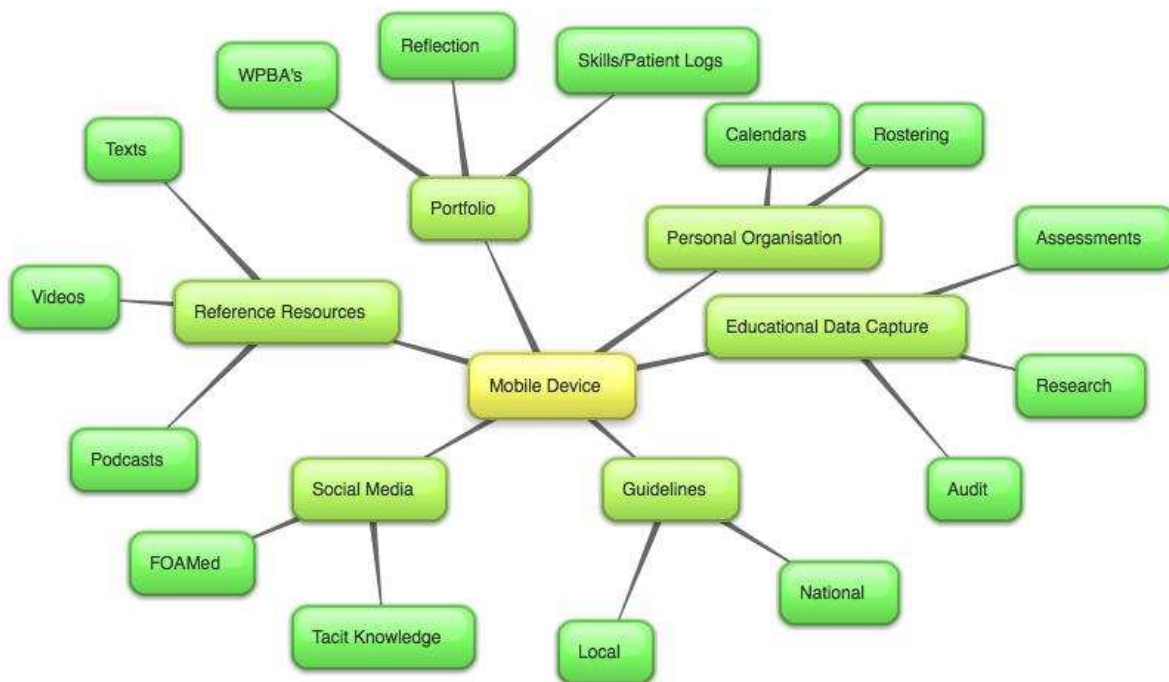 Reflection
Skills/Patient Logs
WPBA's
Calendars
Rostering
Texts
Portfolio
Personal Organisation
Assessments
Videos
Reference Resources
Educational Data Capture
Mobile Device
Research
Podcasts
Social Media
Guidelines
Audit
FOAMed
National
Tacit Knowledge
Local